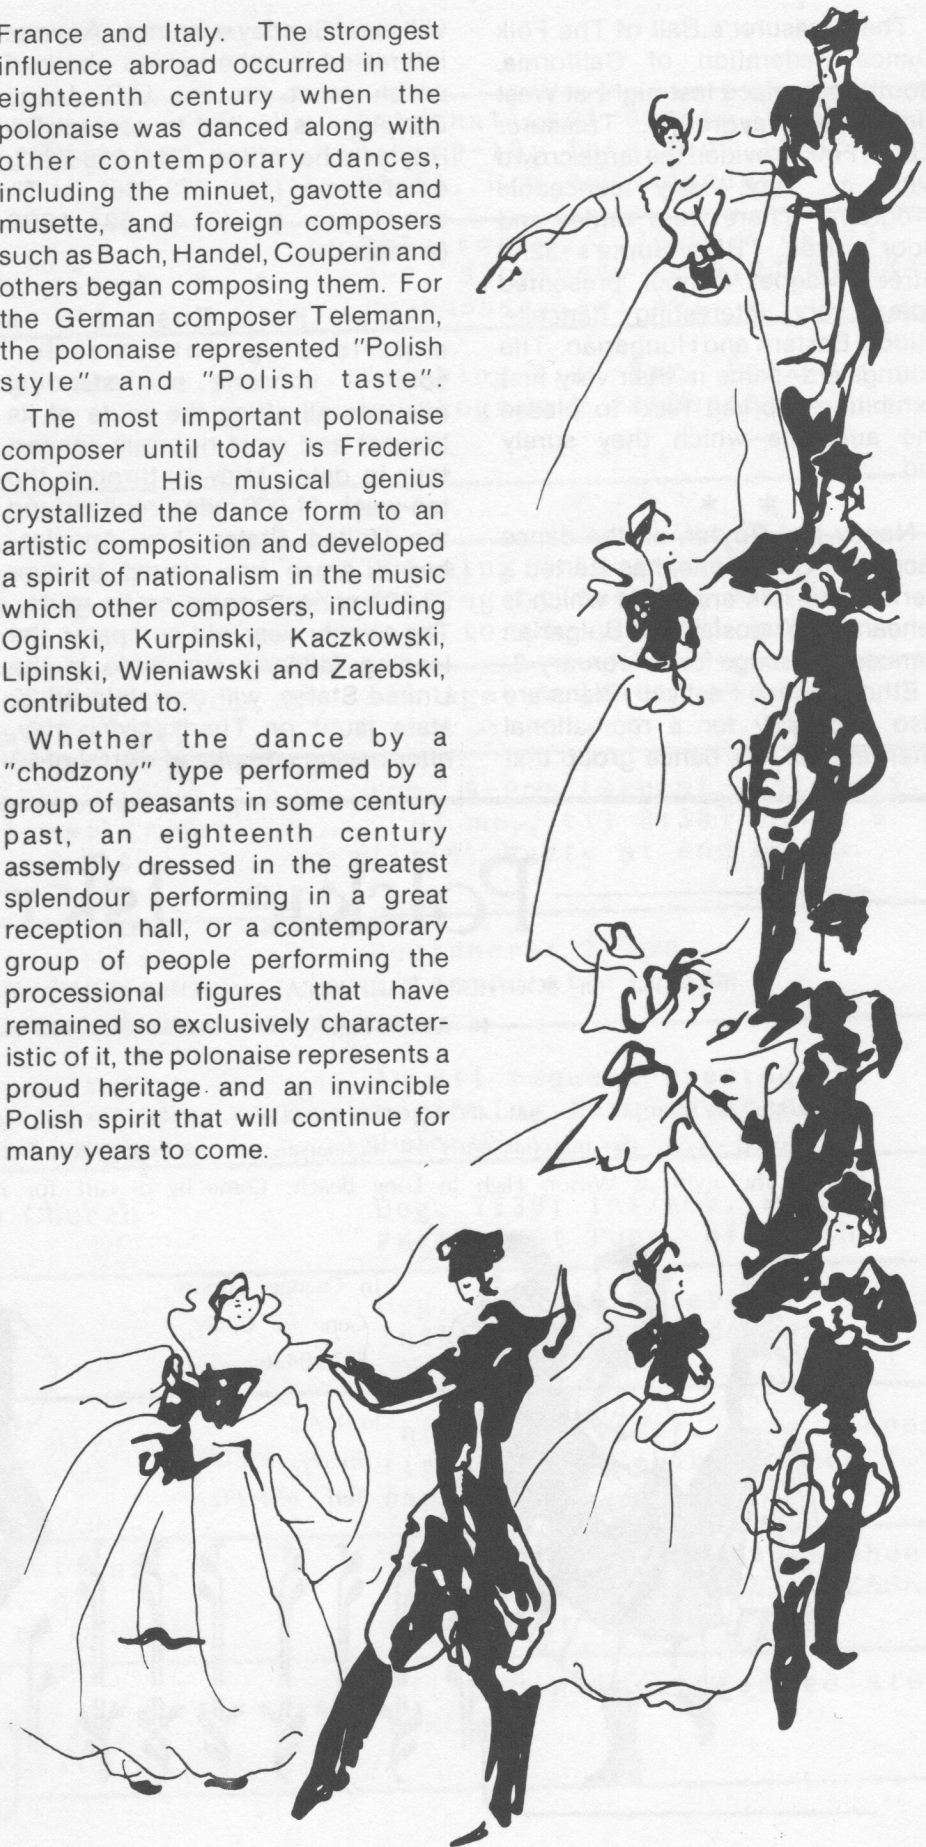 France and Italy. The strongest
influence abroad occurred in the
eighteenth century when the
polonaise was danced along with
other contemporary dances,
including the minuet, gavotte and
musette, and foreign composers
such as Bach, Handel, Couperin and
others began composing them. For
the German composer Telemann,
the polonaise represented "Polish
style" and "Polish taste".
The most important polonaise
composer until today is Frederic
Chopin. His musical genius
crystallized the dance form to an
artistic composition and developed
a spirit of nationalism in the music
which other composers, including
Oginski, Kurpinski, Kaczkowski,
Lipinski, Wieniawski and Zarebski,
contributed to.
Whether the dance by a
"chodzony" type performed by a
group of peasants in some century
past, an eighteenth century
assembly dressed in the greatest
splendour performing in a great
reception hall, or a contemporary
group of people performing the
processional figures that have
remained so exclusively character-
istic of it, the polonaise represents a
proud heritage and an invincible
Polish spirit that will continue for
many years to come.